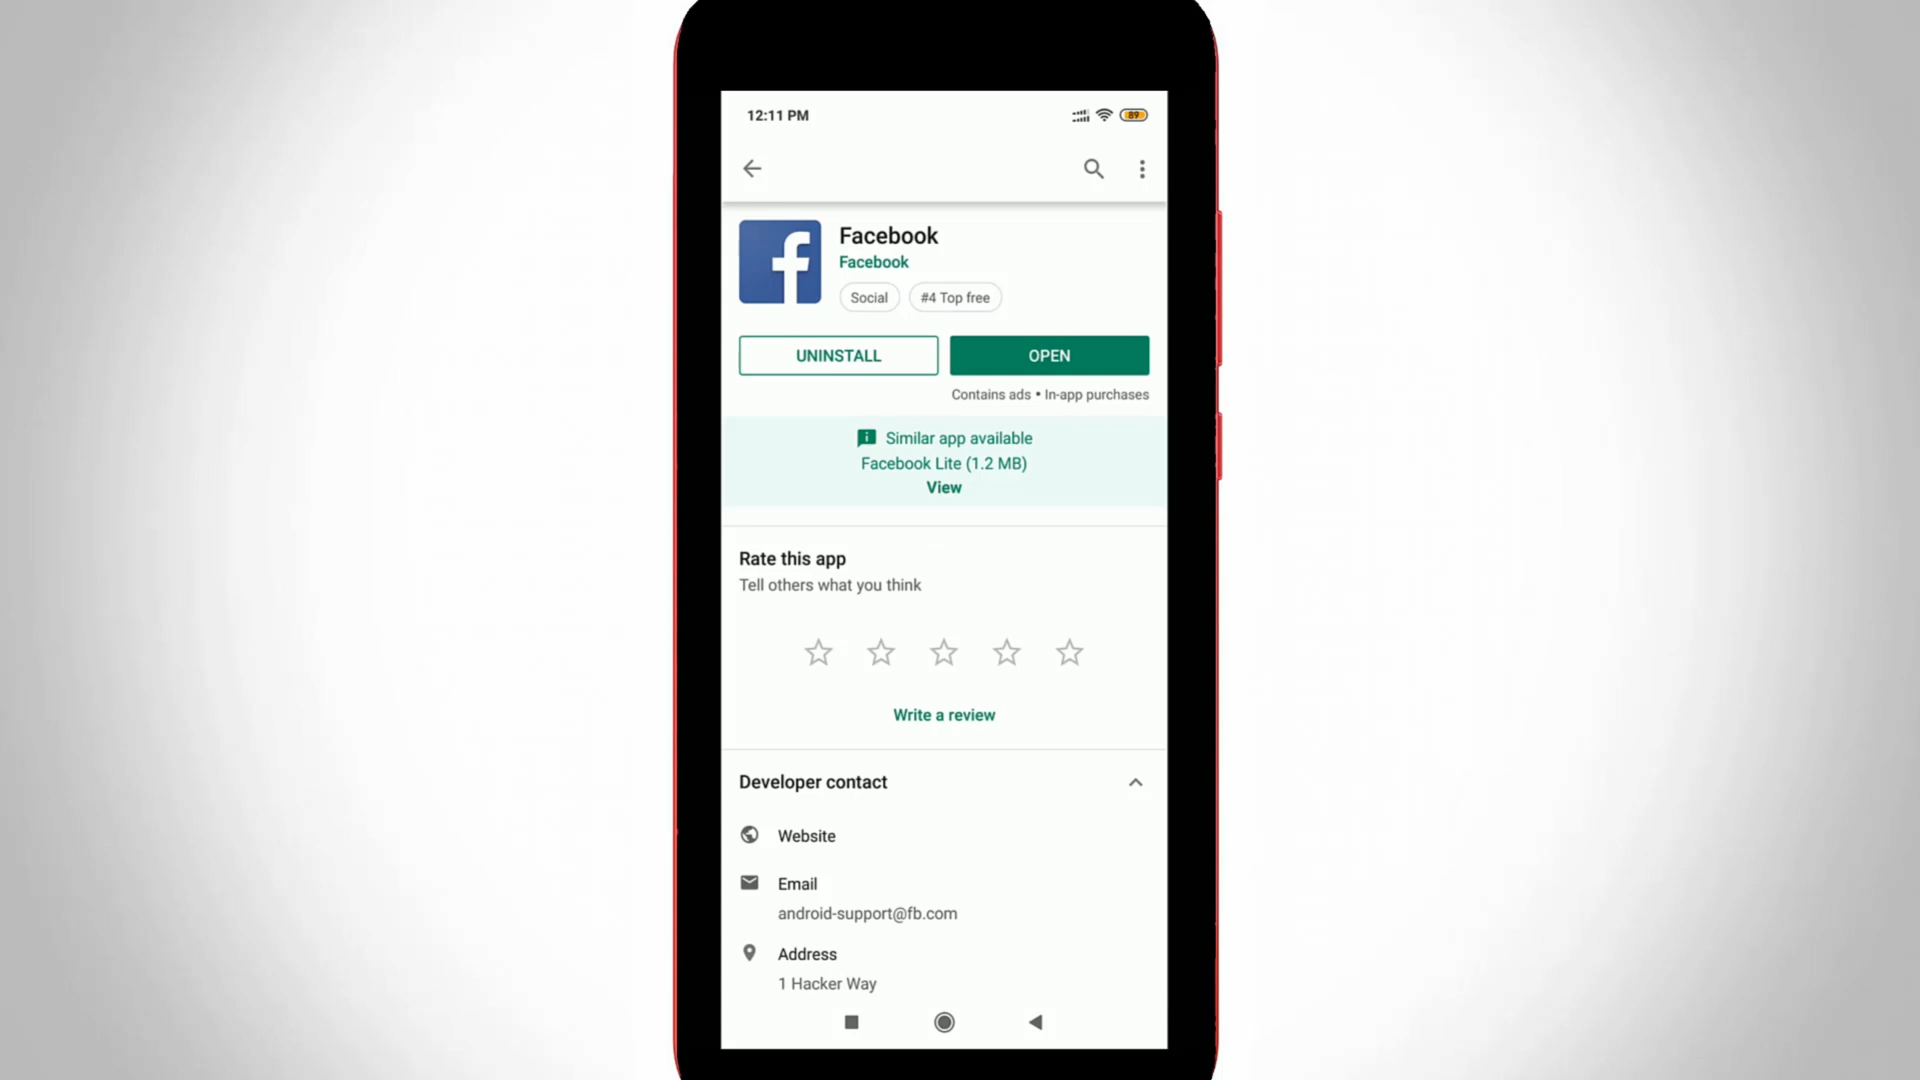 12:11 PM
89
Facebook
Facebook
Social
#4 Top free
UNINSTALL
OPEN
Contains ads • In-app purchases
Similar app available
Facebook Lite (1.2 MB)
View
Rate this app
Tell others what you think
Write a review
Developer contact
Website
Email
android-support@fb.com
Address
1 Hacker Way